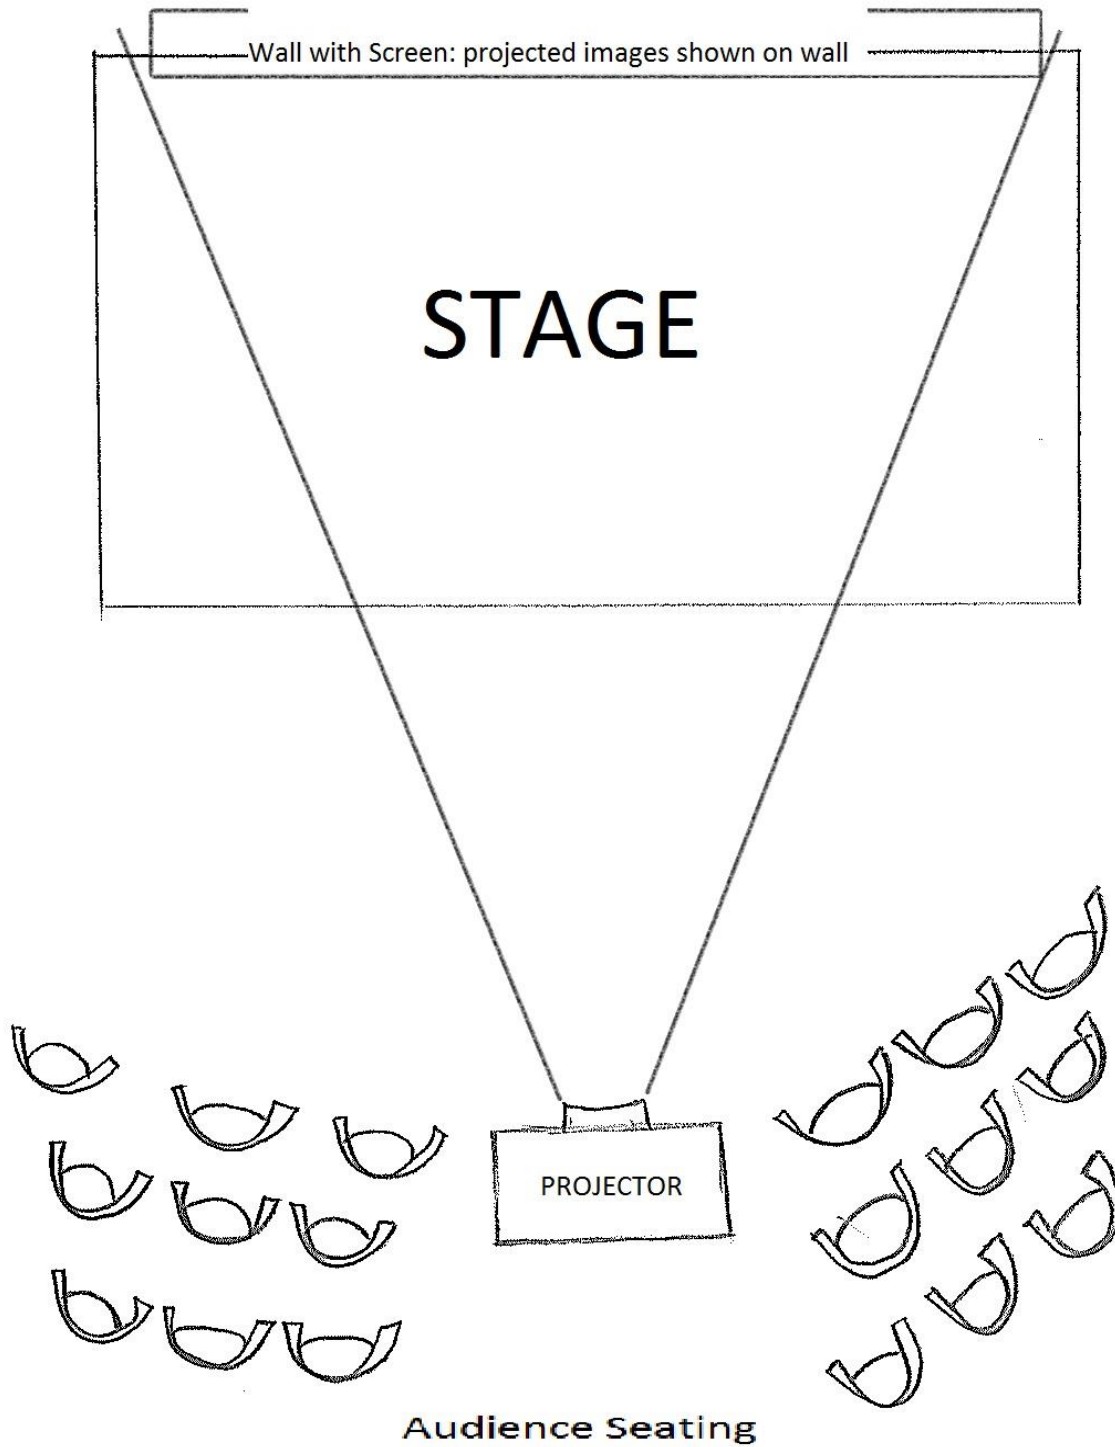 Wall with Screen: projected images shown on wall
STAGE
PROJECTOR
Audience Seating